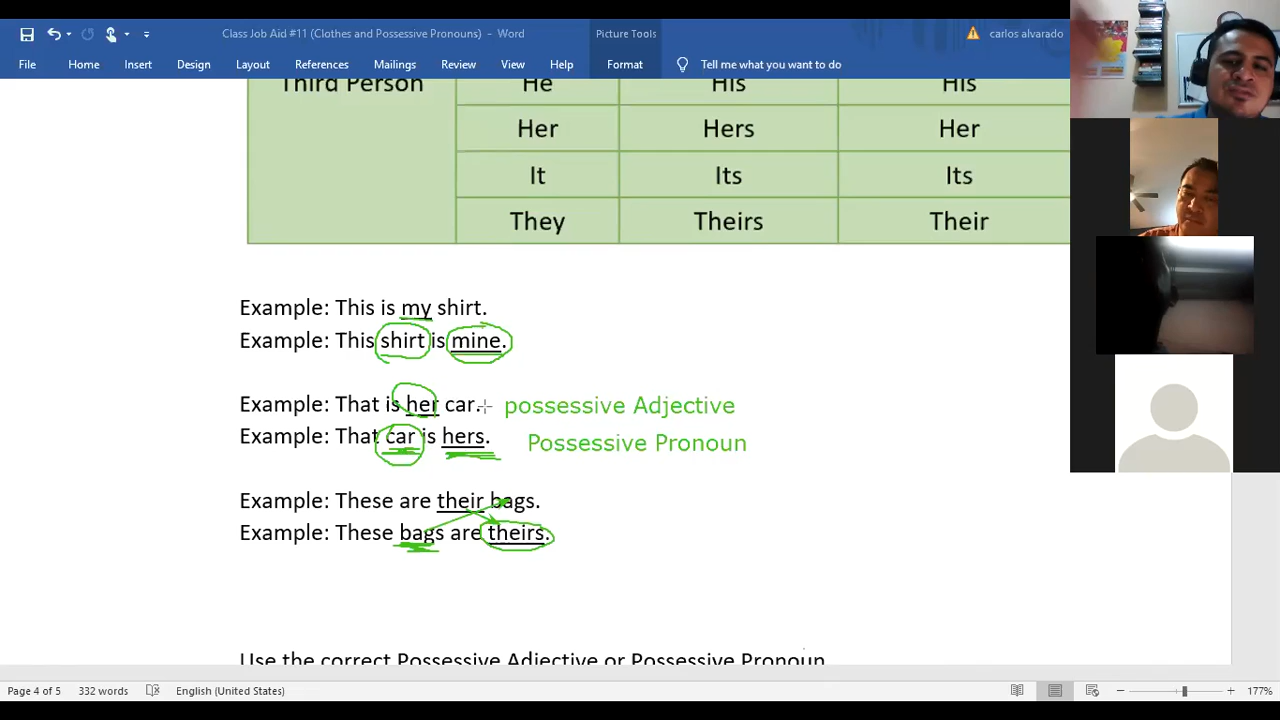 Class Job Aid #11 (Clothes and Possessive Pronouns) - Word
Picture Tools
carlos alvarado
File Home Insert Design Layout References Mailings Review View Help Format Tell me what you want to do
Third Person He His His
Her Hers Her
It Its Its
They Theirs Their
Example: This is my shirt.
Example: This shirt is mine.
Example: That is her car. possessive Adjective
Example: That car is hers. Possessive Pronoun
Example: These are their bags.
Example: These bags are theirs.
Use the correct Possessive Adjective or Possessive Pronoun
Page 4 of 5 332 words English (United States) 177%